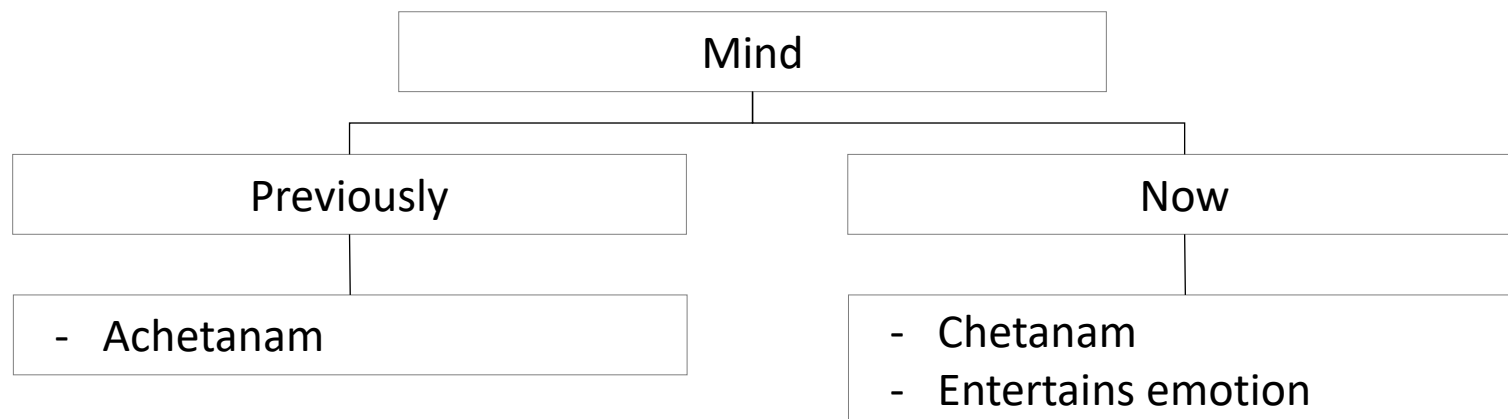 Mind
Previously
Now
- Achetanam
- Chetanam
- Entertains emotion